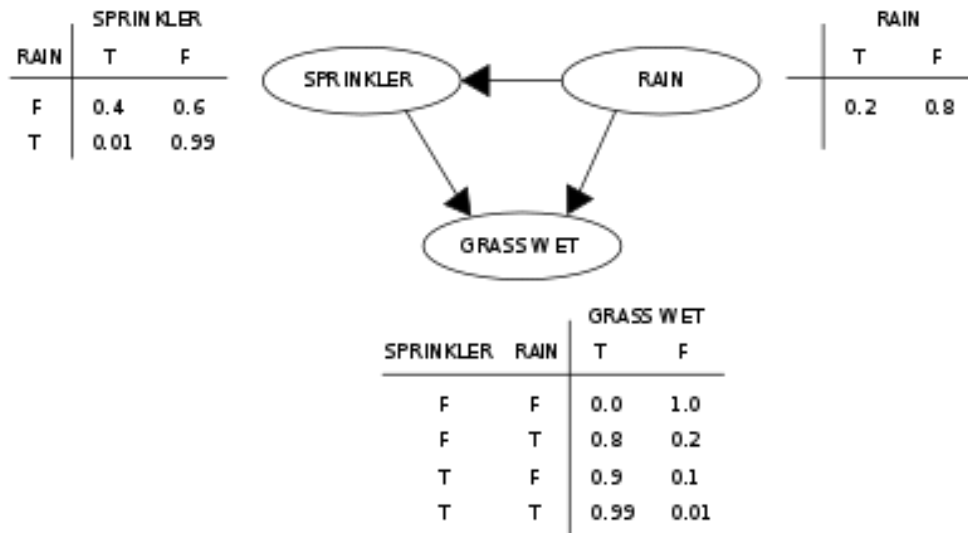 SPRINKLER
RAIN T F
F 0.4 0.6
T 0.01 0.99
SPRINKLER
RAIN
RAIN
T F
0.2 0.8
GRASS WET
GRASS WET
SPRINKLER RAIN T F
F F 0.0 1.0
F T 0.8 0.2
T F 0.9 0.1
T T 0.99 0.01